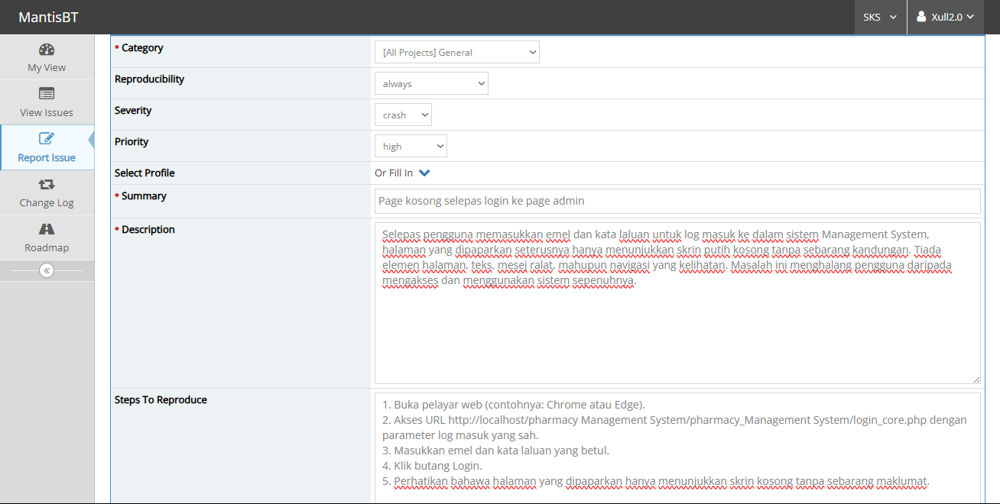 MantisBT
SKS
Xull2.0
My View
View Issues
Report Issue
Change Log
Roadmap
* Category
[All Projects] General
Reproducibility
always
Severity
crash
Priority
high
Select Profile
Or Fill In
* Summary
Page kosong selepas login ke page admin
* Description
Selepas pengguna memasukkan emel dan kata laluan untuk log masuk ke dalam sistem Management System,
halaman yang dipaparkan seterusnya hanya menunjukkan skrin putih kosong tanpa sebarang kandungan. Tiada
elemen halaman, teks, mesej ralat, mahupun navigasi yang kelihatan. Masalah ini menghalang pengguna daripada
mengakses dan menggunakan sistem sepenuhnya.
Steps To Reproduce
1. Buka pelayar web (contohnya: Chrome atau Edge).
2. Akses URL http://localhost/pharmacy Management System/pharmacy_Management System/login_core.php dengan
parameter log masuk yang sah.
3. Masukkan emel dan kata laluan yang betul.
4. Klik butang Login.
5. Perhatikan bahawa halaman yang dipaparkan hanya menunjukkan skrin kosong tanpa sebarang maklumat.